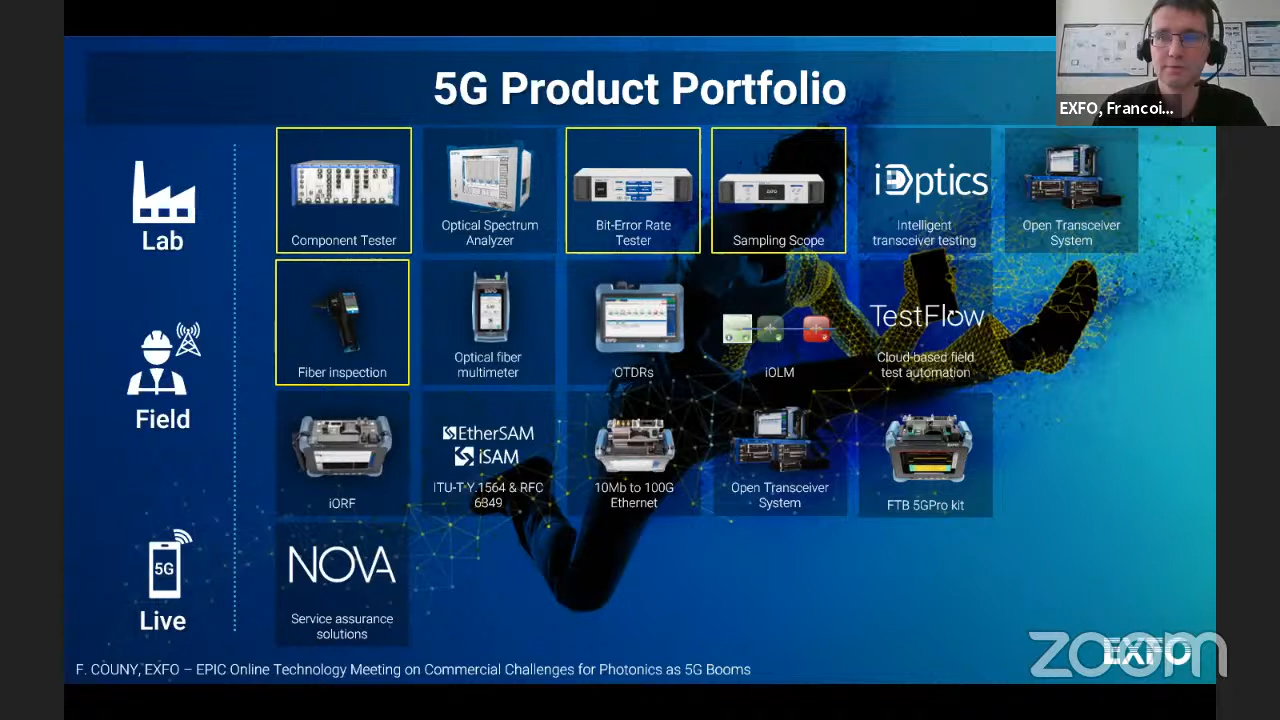 5G Product Portfolio
EXFO, Francoi...
Lab
Component Tester
Optical Spectrum
Analyzer
Bit-Error Rate
Tester
EXFO
Sampling Scope
iOptics
Intelligent
transceiver testing
Open Transceiver
System
Field
Fiber inspection
EXFO
Optical fiber
multimeter
EXFO
OTDRs
iOLM
TestFlow
Cloud-based field
test automation
iORF
EtherSAM
iSAM
ITU-T Y.1564 & RFC
6349
10Mb to 100G
Ethernet
Open Transceiver
System
FTB 5GPro kit
5G
Live
NOVA
Service assurance
solutions
F. COUNY, EXFO – EPIC Online Technology Meeting on Commercial Challenges for Photonics as 5G Booms
EXFO
zoom